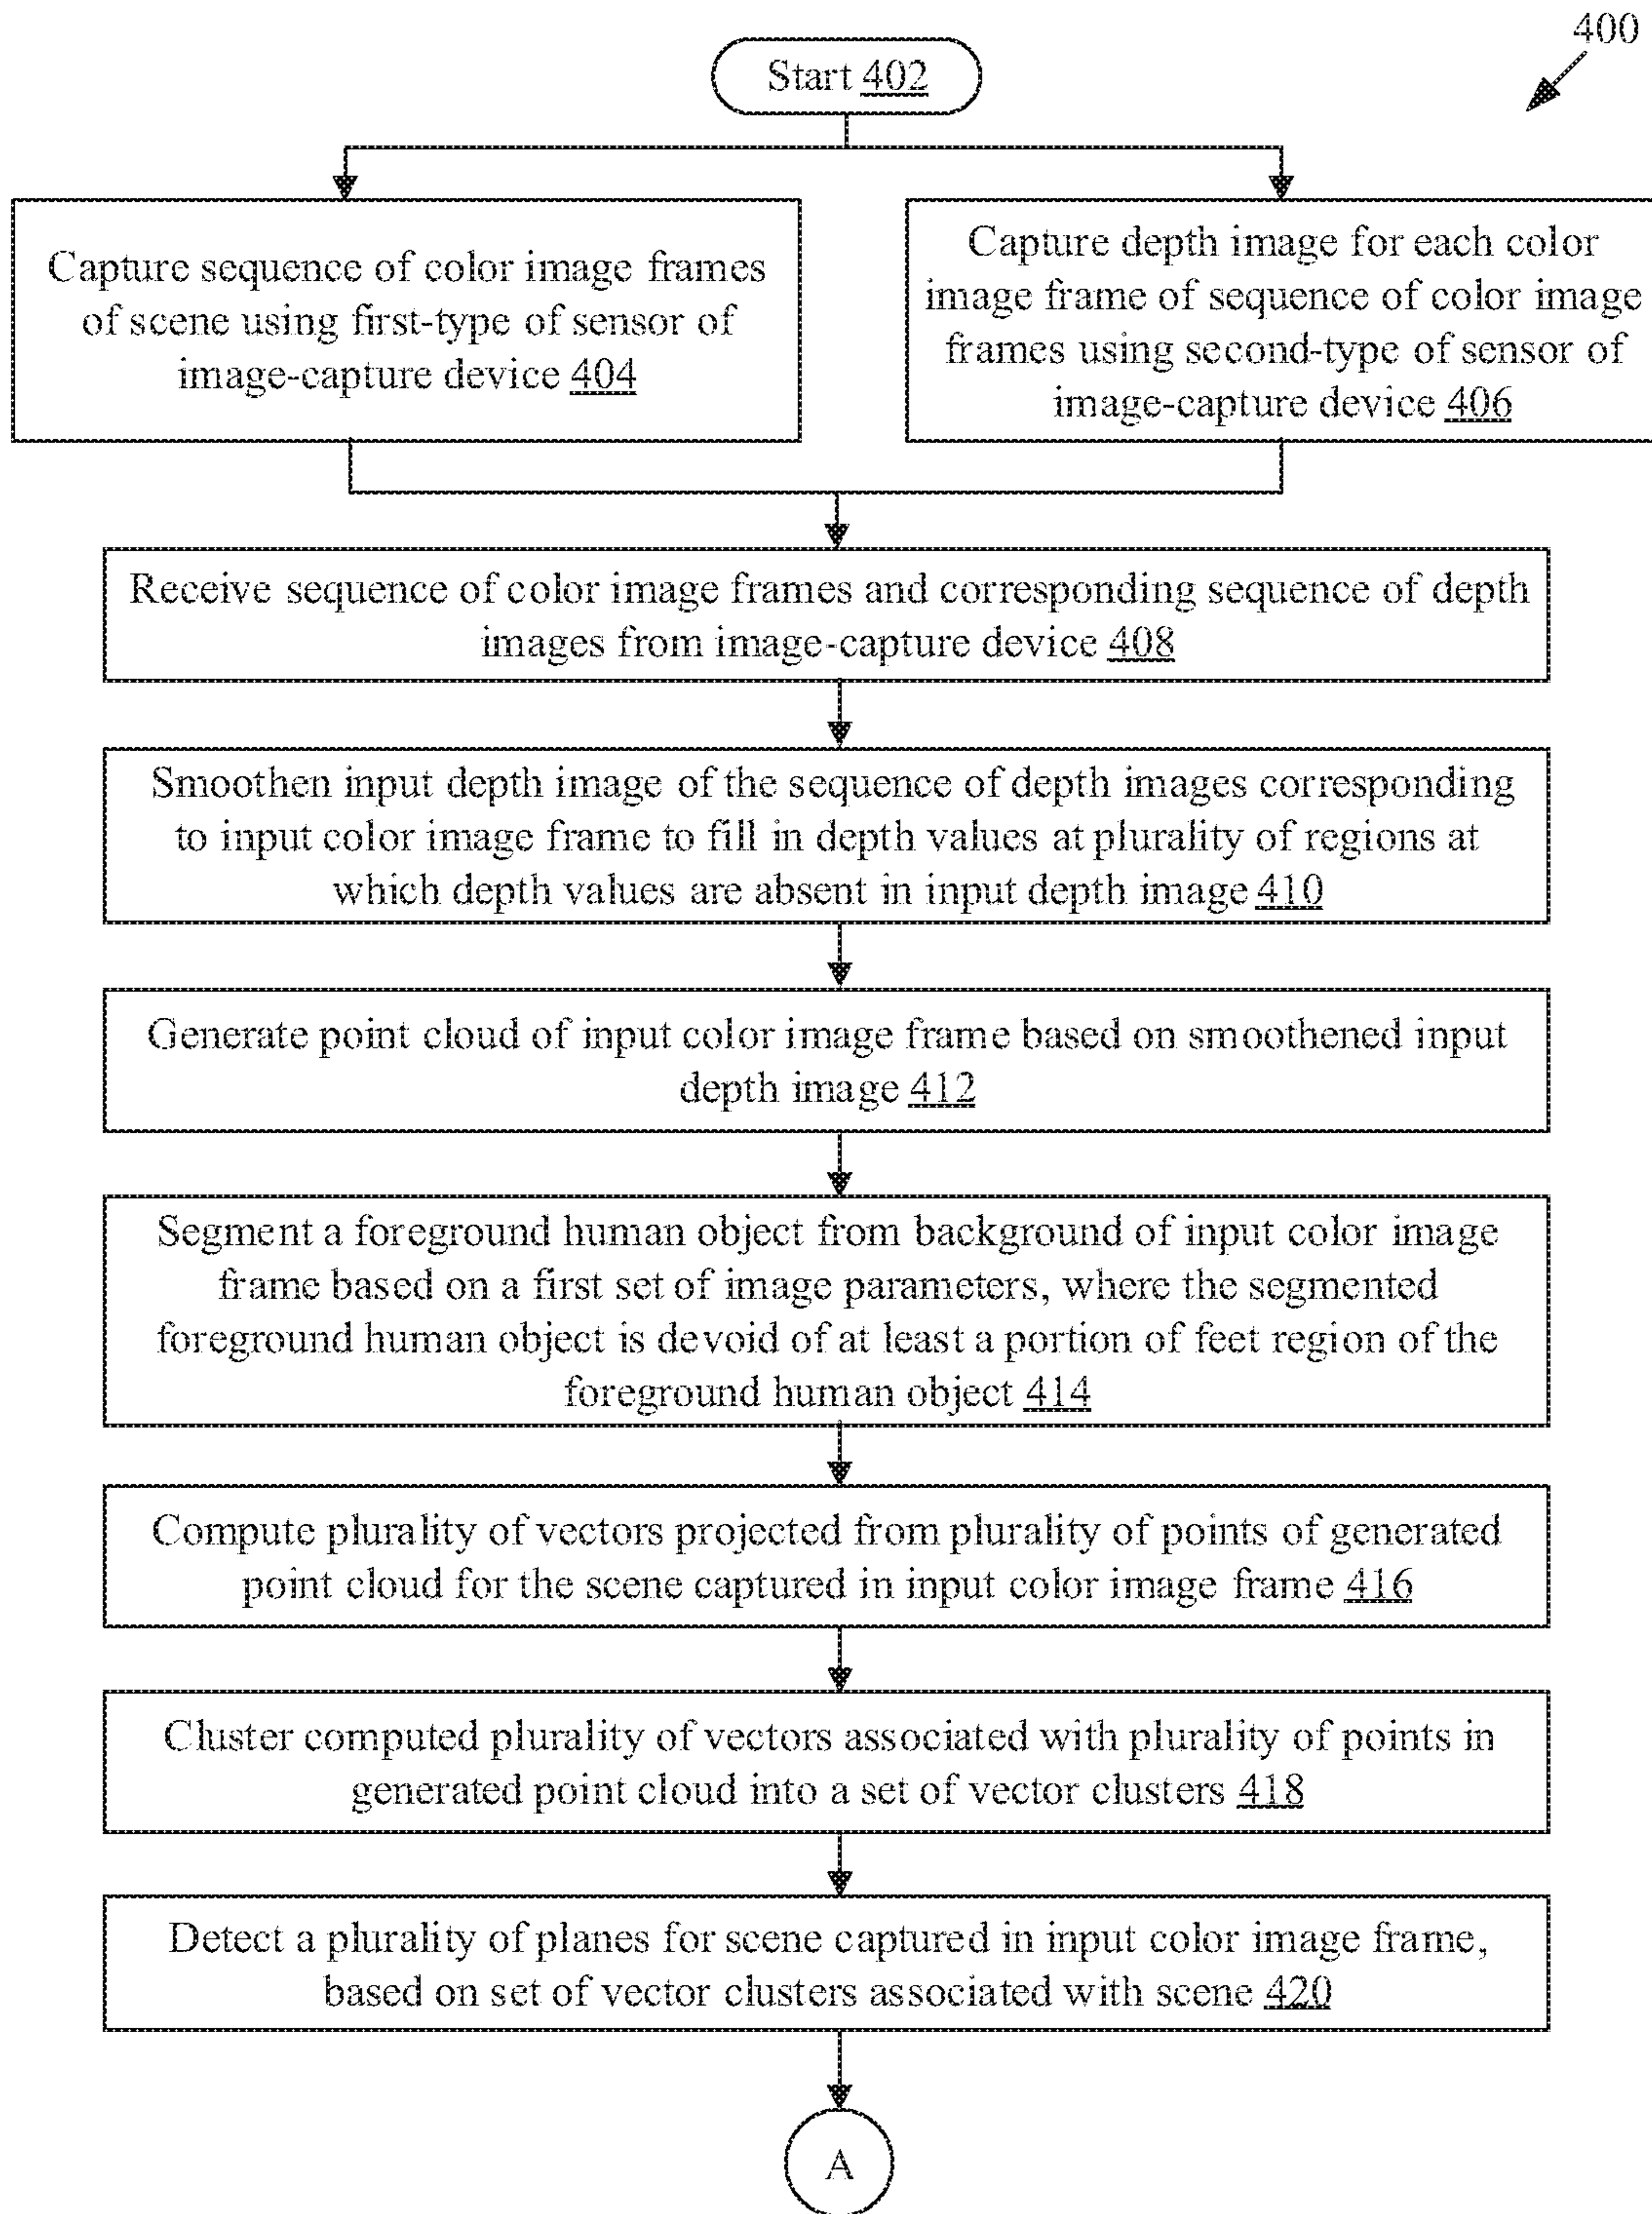 400
Start 402
Capture sequence of color image frames
of scene using first-type of sensor of
image-capture device 404
Capture depth image for each color
image frame of sequence of color image
frames using second-type of sensor of
image-capture device 406
Receive sequence of color image frames and corresponding sequence of depth
images from image-capture device 408
Smoothen input depth image of the sequence of depth images corresponding
to input color image frame to fill in depth values at plurality of regions at
which depth values are absent in input depth image 410
Generate point cloud of input color image frame based on smoothened input
depth image 412
Segment a foreground human object from background of input color image
frame based on a first set of image parameters, where the segmented
foreground human object is devoid of at least a portion of feet region of the
foreground human object 414
Compute plurality of vectors projected from plurality of points of generated
point cloud for the scene captured in input color image frame 416
Cluster computed plurality of vectors associated with plurality of points in
generated point cloud into a set of vector clusters 418
Detect a plurality of planes for scene captured in input color image frame,
based on set of vector clusters associated with scene 420
A